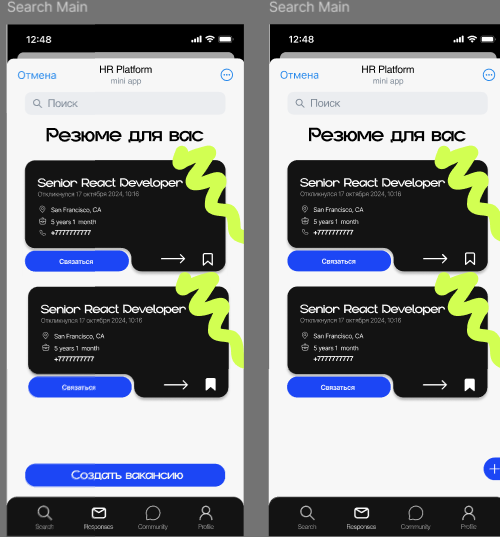 Search Main
12:48
Отмена
HR Platform
mini app
Поиск
Резюме для вас
Senior React Developer
Откликнулся 17 октября 2024, 10:16
San Francisco, CA
5 years 1 month
+7777777777
Связаться
Senior React Developer
Откликнулся 17 октября 2024, 10:16
San Francisco, CA
5 years 1 month
+7777777777
Связаться
Создать вакансию
Search
Responses
Community
Profile
Search Main
12:48
Отмена
HR Platform
mini app
Поиск
Резюме для вас
Senior React Developer
Откликнулся 17 октября 2024, 10:16
San Francisco, CA
5 years 1 month
+7777777777
Связаться
Senior React Developer
Откликнулся 17 октября 2024, 10:16
San Francisco, CA
5 years 1 month
+7777777777
Связаться
+
Search
Responses
Community
Profile